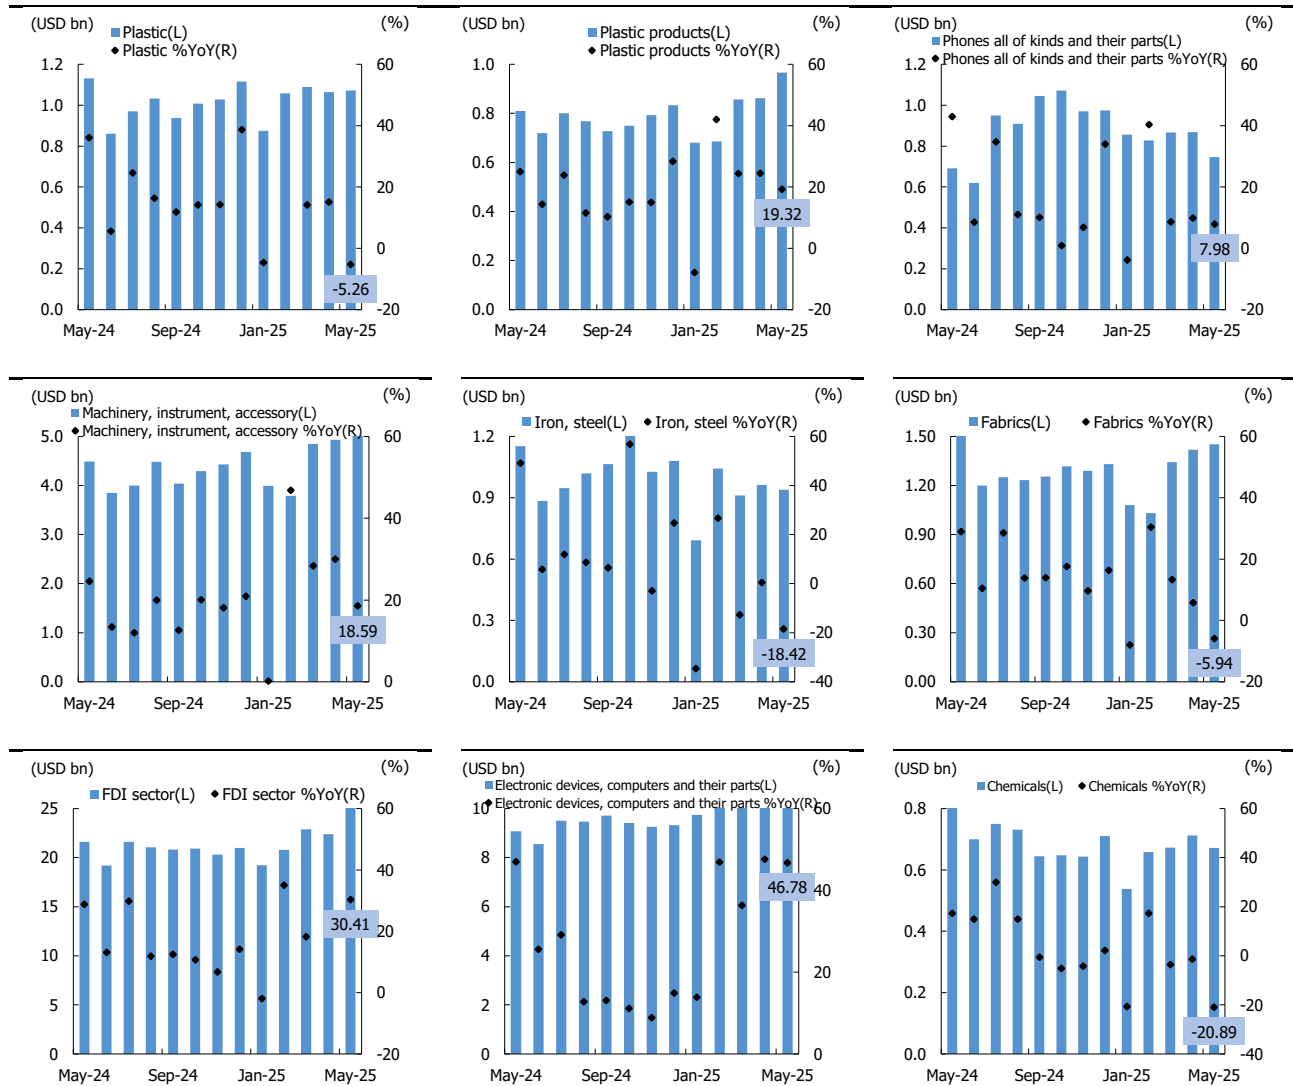 (USD bn) (%)
Plastic(L)
Plastic %YoY(R)
1.2 60
1.0
40
0.8
0.6 20
0.4
0
0.2
-5.26
0.0 -20
May-24 Sep-24 Jan-25 May-25
(USD bn) (%)
Plastic products(L)
Plastic products %YoY(R)
1.0 60
0.8 40
0.6
20
0.4
19.32
0
0.2
0.0 -20
May-24 Sep-24 Jan-25 May-25
(USD bn) (%)
Phones all of kinds and their parts(L)
Phones all of kinds and their parts %YoY(R)
1.2 60
1.0
40
0.8
0.6 20
0.4
7.98
0
0.2
0.0 -20
May-24 Sep-24 Jan-25 May-25
(USD bn) (%)
Machinery, instrument, accessory(L)
Machinery, instrument, accessory %YoY(R)
5.0 60
4.0
40
3.0
2.0
20
1.0
18.59
0.0 0
May-24 Sep-24 Jan-25 May-25
(USD bn) (%)
Iron, steel(L) Iron, steel %YoY(R)
1.2 60
40
0.9
20
0.6 0
0.3 -20
-18.42
0.0 -40
May-24 Sep-24 Jan-25 May-25
(USD bn) (%)
Fabrics(L) Fabrics %YoY(R)
1.50 60
1.20 40
0.90
20
0.60
0
0.30
-5.94
0.00 -20
May-24 Sep-24 Jan-25 May-25
(USD bn) (%)
FDI sector(L) FDI sector %YoY(R)
25 60
20 40
15
20
30.41
10
0
5
0 -20
May-24 Sep-24 Jan-25 May-25
(USD bn) (%)
Electronic devices, computers and their parts(L)
Electronic devices, computers and their parts %YoY(R)
10 60
8
40
46.78
6
4
20
2
0 0
May-24 Sep-24 Jan-25 May-25
(USD bn) (%)
Chemicals(L) Chemicals %YoY(R)
0.8 60
40
0.6
20
0.4
0
0.2 -20
-20.89
0.0 -40
May-24 Sep-24 Jan-25 May-25